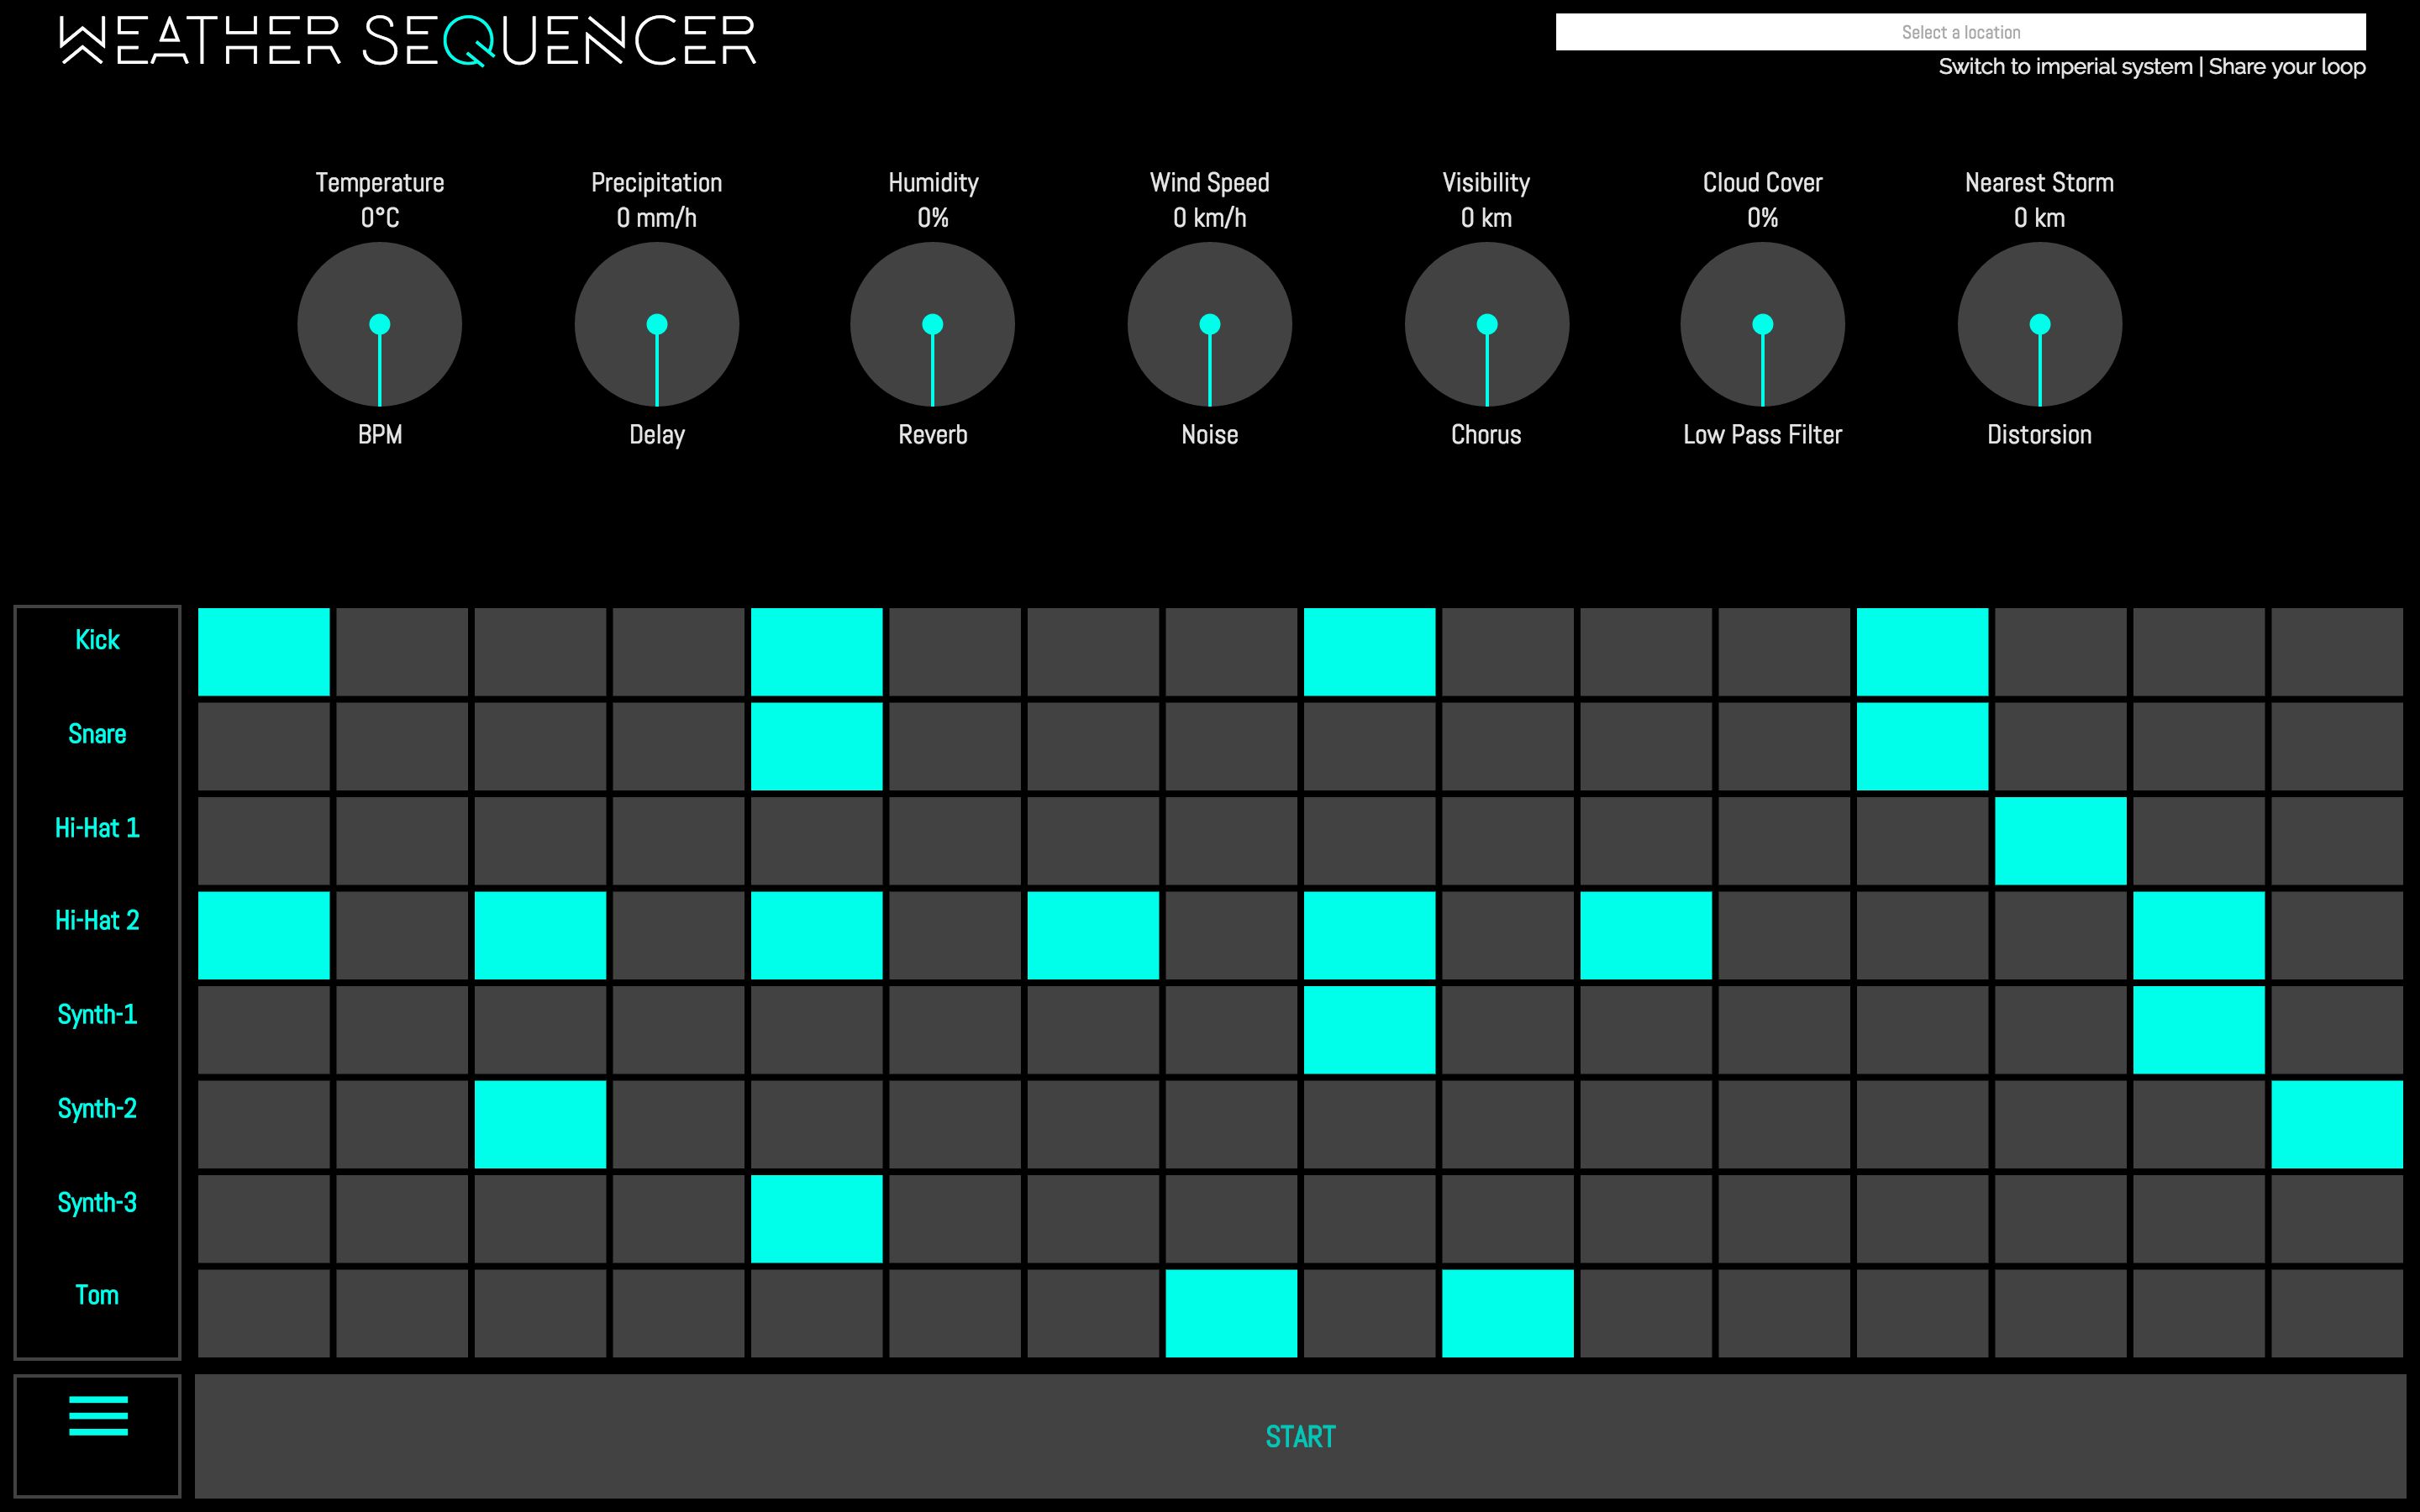 WEATHER SEQUENCER
Select a location
Switch to imperial system | Share your loop
Temperature
0°C
BPM
Precipitation
0 mm/h
Delay
Humidity
0%
Reverb
Wind Speed
0 km/h
Noise
Visibility
0 km
Chorus
Cloud Cover
0%
Low Pass Filter
Nearest Storm
0 km
Distorsion
Kick
Snare
Hi-Hat 1
Hi-Hat 2
Synth-1
Synth-2
Synth-3
Tom
START